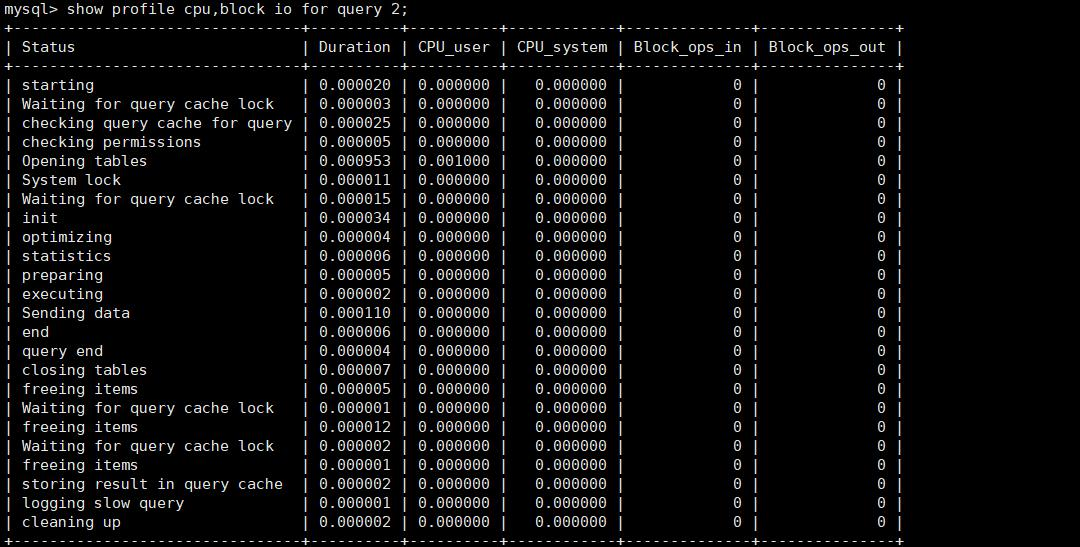 mysql> show profile cpu,block io for query 2;
+--------------------------------+----------+----------+------------+--------------+---------------+
| Status                         | Duration | CPU_user | CPU_system | Block_ops_in | Block_ops_out |
+--------------------------------+----------+----------+------------+--------------+---------------+
| starting                       | 0.000020 | 0.000000 |   0.000000 |            0 |             0 |
| Waiting for query cache lock   | 0.000003 | 0.000000 |   0.000000 |            0 |             0 |
| checking query cache for query | 0.000025 | 0.000000 |   0.000000 |            0 |             0 |
| checking permissions           | 0.000005 | 0.000000 |   0.000000 |            0 |             0 |
| Opening tables                 | 0.000953 | 0.001000 |   0.000000 |            0 |             0 |
| System lock                    | 0.000011 | 0.000000 |   0.000000 |            0 |             0 |
| Waiting for query cache lock   | 0.000015 | 0.000000 |   0.000000 |            0 |             0 |
| init                           | 0.000034 | 0.000000 |   0.000000 |            0 |             0 |
| optimizing                     | 0.000004 | 0.000000 |   0.000000 |            0 |             0 |
| statistics                     | 0.000006 | 0.000000 |   0.000000 |            0 |             0 |
| preparing                      | 0.000005 | 0.000000 |   0.000000 |            0 |             0 |
| executing                      | 0.000002 | 0.000000 |   0.000000 |            0 |             0 |
| Sending data                   | 0.000110 | 0.000000 |   0.000000 |            0 |             0 |
| end                            | 0.000006 | 0.000000 |   0.000000 |            0 |             0 |
| query end                      | 0.000004 | 0.000000 |   0.000000 |            0 |             0 |
| closing tables                 | 0.000007 | 0.000000 |   0.000000 |            0 |             0 |
| freeing items                  | 0.000005 | 0.000000 |   0.000000 |            0 |             0 |
| Waiting for query cache lock   | 0.000001 | 0.000000 |   0.000000 |            0 |             0 |
| freeing items                  | 0.000012 | 0.000000 |   0.000000 |            0 |             0 |
| Waiting for query cache lock   | 0.000002 | 0.000000 |   0.000000 |            0 |             0 |
| freeing items                  | 0.000001 | 0.000000 |   0.000000 |            0 |             0 |
| storing result in query cache  | 0.000002 | 0.000000 |   0.000000 |            0 |             0 |
| logging slow query             | 0.000001 | 0.000000 |   0.000000 |            0 |             0 |
| cleaning up                    | 0.000002 | 0.000000 |   0.000000 |            0 |             0 |
+--------------------------------+----------+----------+------------+--------------+---------------+